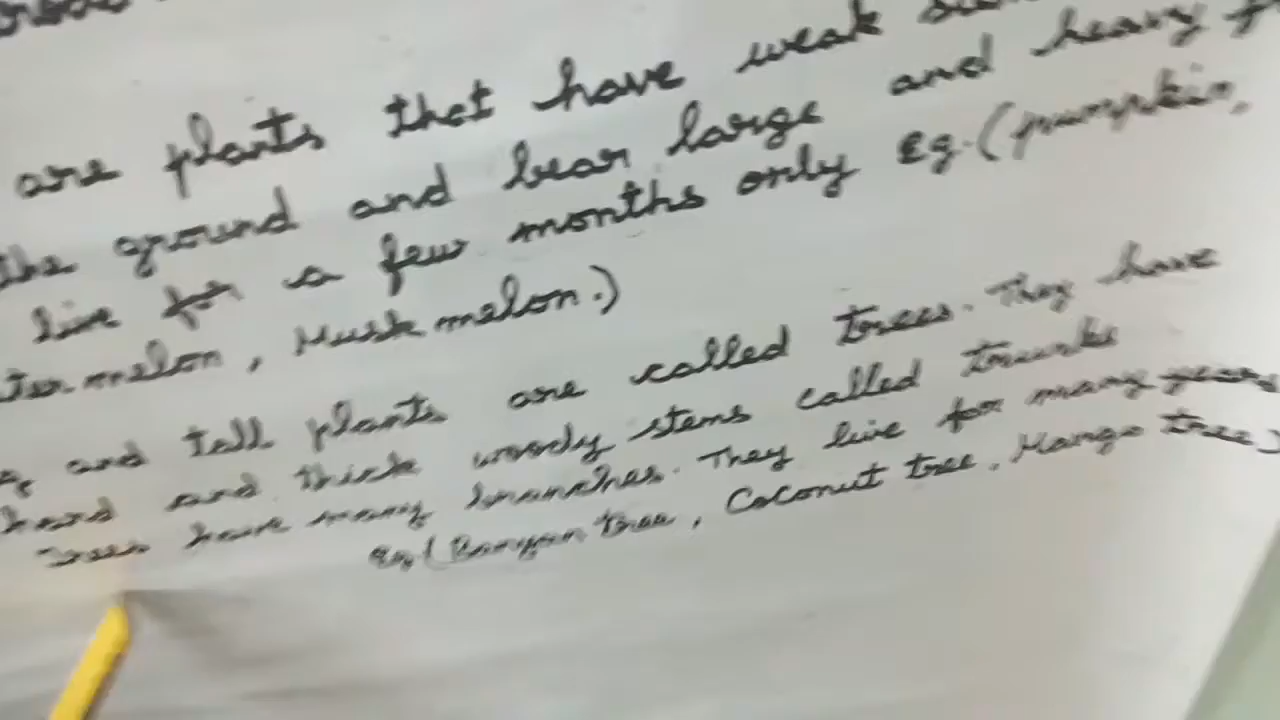 are plants that have weak
the ground and bear large and heavy
live for a few months only Eg. (pumpkin,
melon, Musk melon.)
and tall plants are called trees. They have
hard and thick woody stems called trunks
Trees have many branches. They live for many years
Eg (Banyan tree, Coconut tree, Mango tree)